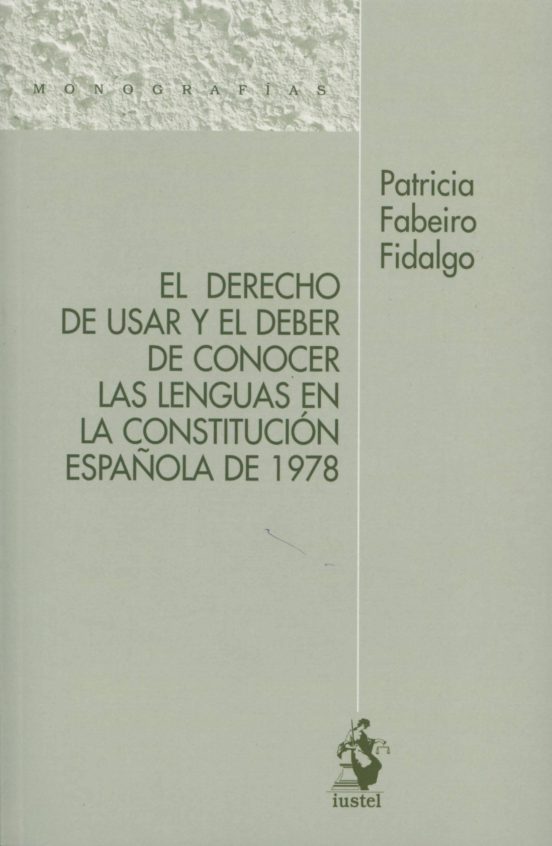 MONOGRAFÍAS
Patricia
Fabeiro
Fidalgo
EL DERECHO
DE USAR Y EL DEBER
DE CONOCER
LAS LENGUAS EN
LA CONSTITUCIÓN
ESPAÑOLA DE 1978
iustel